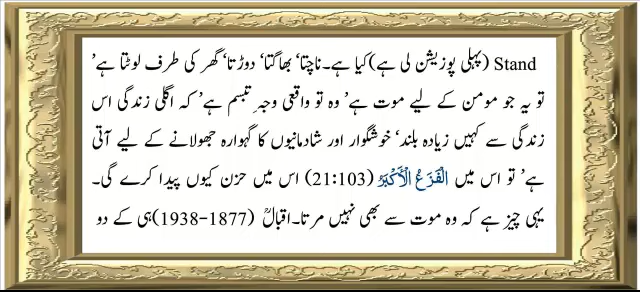 Stand (پہلی پوزیشن لی ہے) کیا ہے۔ ناچتا‘ بھاگتا‘ دوڑتا‘ گھر کی طرف لوٹتا ہے’
تو یہ جو مومن کے لیے موت ہے’ وہ تو واقعی وجہِ تبسم ہے’ کہ اگلی زندگی اس
زندگی سے کہیں زیادہ بلند‘ خوشگوار اور شادمانیوں کا گہوارہ جھولانے کے لیے آتی
ہے’ تو اس میں الْفَزَعُ الْأَكْبَرُ (21:103) اس میں حزن کیوں پیدا کرے گی۔
یہی چیز ہے کہ وہ موت سے بھی نہیں مرتا۔ اقبالؒ (1877-1938) ہی کے دو